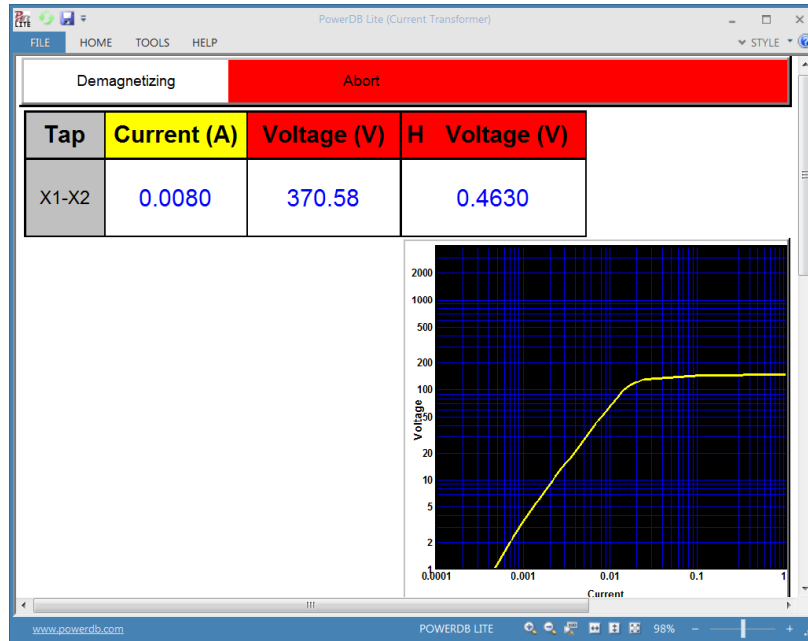 PowerDB Lite (Current Transformer)
FILE HOME TOOLS HELP STYLE
Demagnetizing Abort
Tap Current (A) Voltage (V) H Voltage (V)
X1-X2 0.0080 370.58 0.4630
2000
1000
500
200
100
50
20
10
5
2
1
Voltage
0.0001 0.001 0.01 0.1 1
Current
www.powerdb.com POWERDB LITE 98%